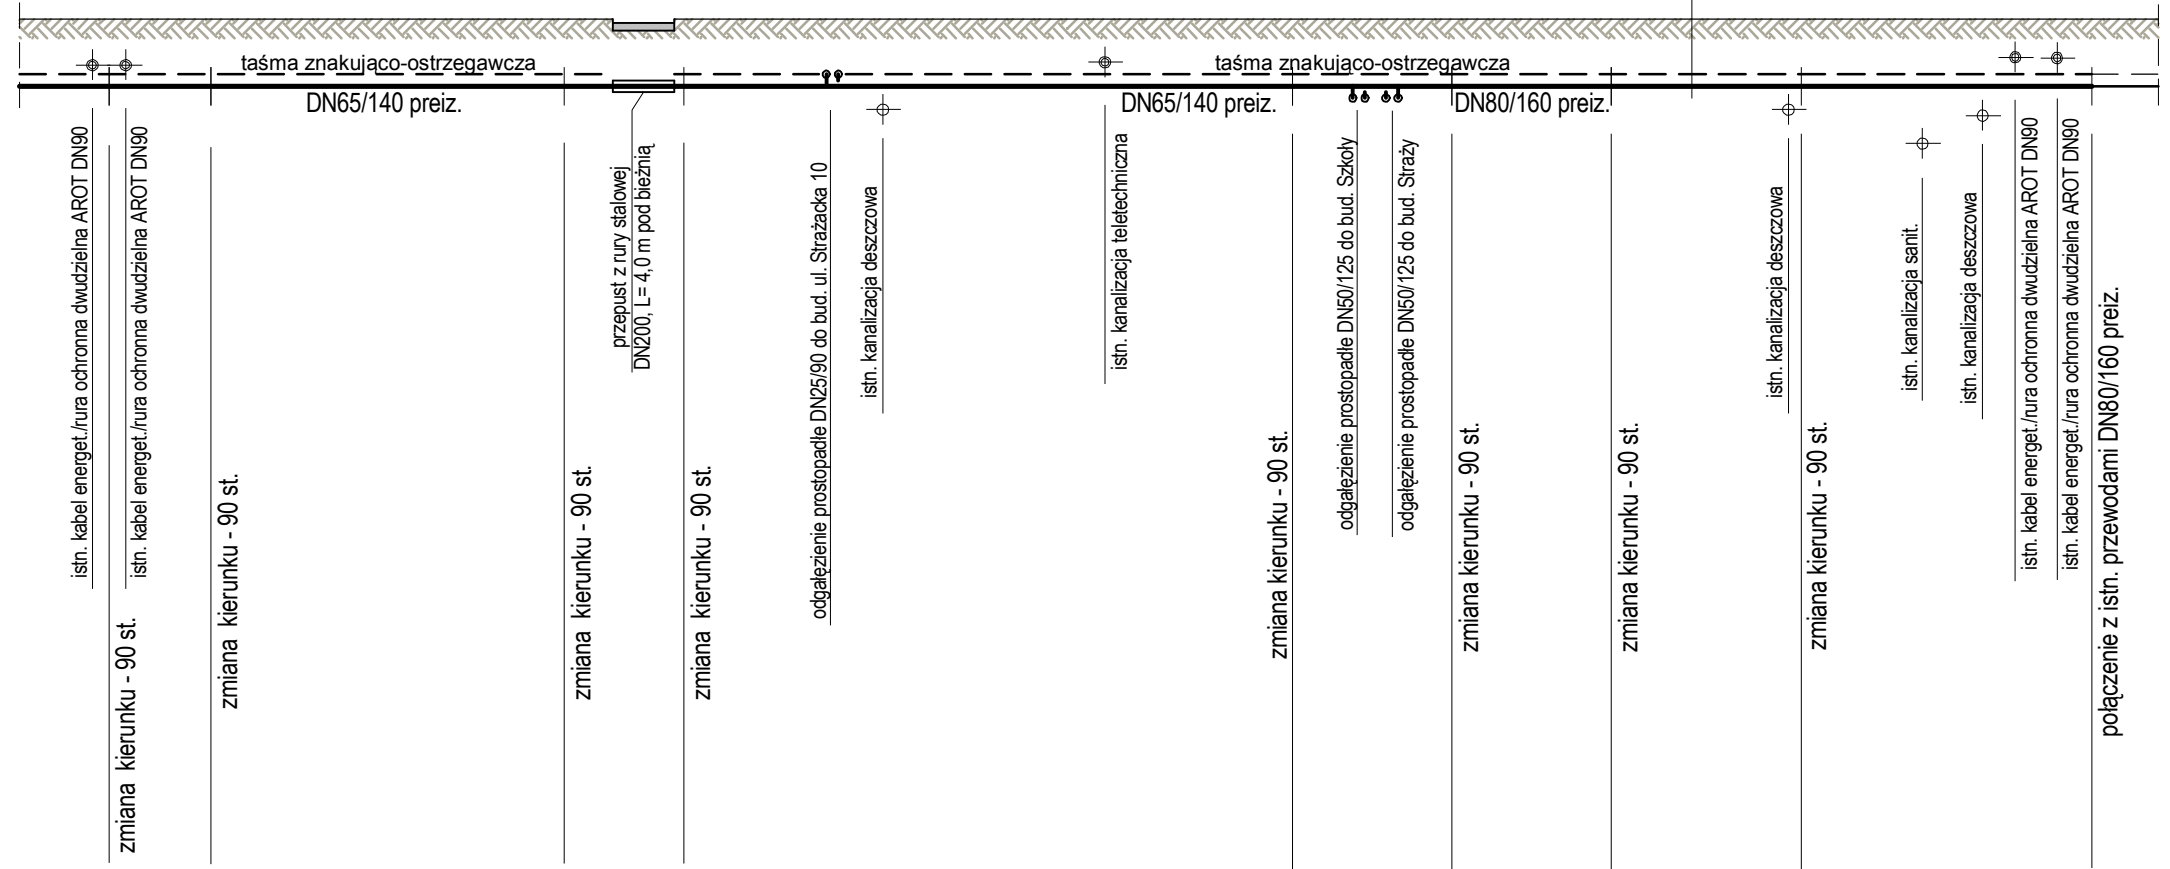 taśma znakująco-ostrzegawcza
taśma znakująco-ostrzegawcza
DN65/140 preiz.
DN65/140 preiz.
DN80/160 preiz.
istn. kabel energet./rura ochronna dwudzielna AROT DN90
zmiana kierunku - 90 st.
istn. kabel energet./rura ochronna dwudzielna AROT DN90
zmiana kierunku - 90 st.
zmiana kierunku - 90 st.
przepust z rury stalowej
DN200, L= 4,0 m pod bieżnią
zmiana kierunku - 90 st.
odgałęzienie prostopadłe DN25/90 do bud. ul. Strażacka 10
istn. kanalizacja deszczowa
istn. kanalizacja teletechniczna
zmiana kierunku - 90 st.
odgałęzienie prostopadłe DN50/125 do bud. Szkoły
odgałęzienie prostopadłe DN50/125 do bud. Straży
zmiana kierunku - 90 st.
zmiana kierunku - 90 st.
istn. kanalizacja deszczowa
zmiana kierunku - 90 st.
istn. kanalizacja sanit.
istn. kanalizacja deszczowa
istn. kabel energet./rura ochronna dwudzielna AROT DN90
istn. kabel energet./rura ochronna dwudzielna AROT DN90
połączenie z istn. przewodami DN80/160 preiz.